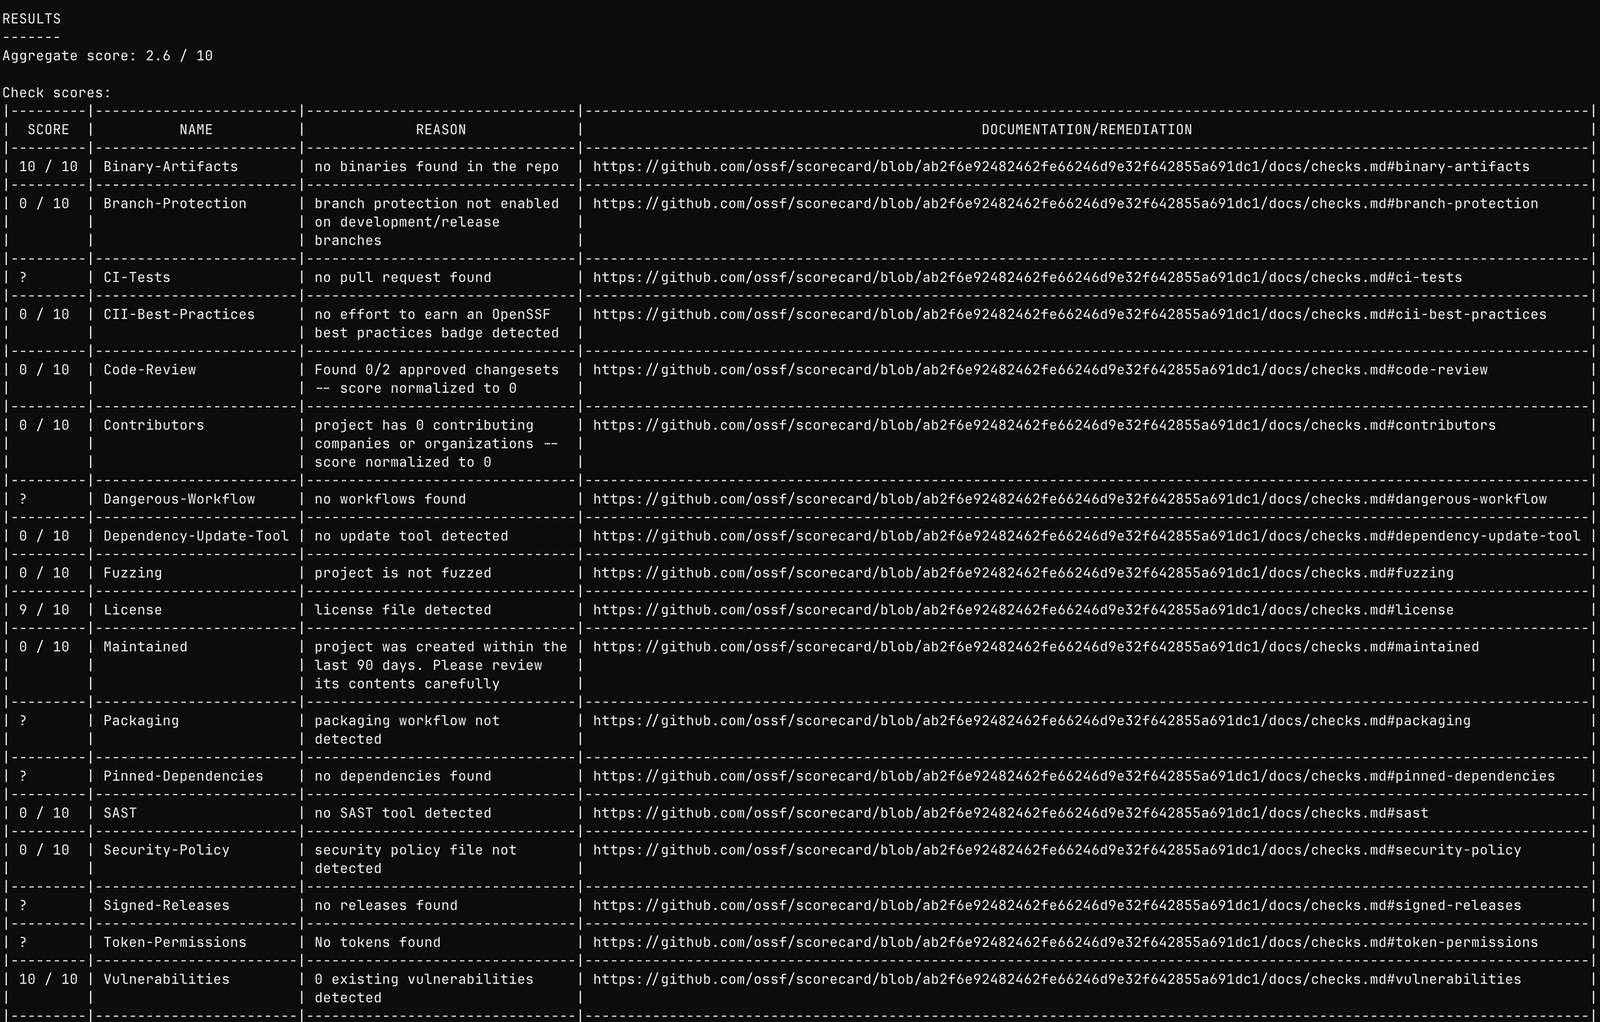 RESULTS
-------
Aggregate score: 2.6 / 10

Check scores:
|---------|------------------------|--------------------------------|-----------------------------------------------------------------------------------------------------------------------|
|  SCORE  |          NAME          |             REASON             |                                               DOCUMENTATION/REMEDIATION                                               |
|---------|------------------------|--------------------------------|-----------------------------------------------------------------------------------------------------------------------|
| 10 / 10 | Binary-Artifacts       | no binaries found in the repo  | https://github.com/ossf/scorecard/blob/ab2f6e92482462fe66246d9e32f642855a691dc1/docs/checks.md#binary-artifacts       |
|---------|------------------------|--------------------------------|-----------------------------------------------------------------------------------------------------------------------|
| 0 / 10  | Branch-Protection      | branch protection not enabled  | https://github.com/ossf/scorecard/blob/ab2f6e92482462fe66246d9e32f642855a691dc1/docs/checks.md#branch-protection      |
|         |                        | on development/release         |                                                                                                                       |
|         |                        | branches                       |                                                                                                                       |
|---------|------------------------|--------------------------------|-----------------------------------------------------------------------------------------------------------------------|
| ?       | CI-Tests               | no pull request found          | https://github.com/ossf/scorecard/blob/ab2f6e92482462fe66246d9e32f642855a691dc1/docs/checks.md#ci-tests               |
|---------|------------------------|--------------------------------|-----------------------------------------------------------------------------------------------------------------------|
| 0 / 10  | CII-Best-Practices     | no effort to earn an OpenSSF   | https://github.com/ossf/scorecard/blob/ab2f6e92482462fe66246d9e32f642855a691dc1/docs/checks.md#cii-best-practices     |
|         |                        | best practices badge detected  |                                                                                                                       |
|---------|------------------------|--------------------------------|-----------------------------------------------------------------------------------------------------------------------|
| 0 / 10  | Code-Review            | Found 0/2 approved changesets  | https://github.com/ossf/scorecard/blob/ab2f6e92482462fe66246d9e32f642855a691dc1/docs/checks.md#code-review            |
|         |                        | -- score normalized to 0       |                                                                                                                       |
|---------|------------------------|--------------------------------|-----------------------------------------------------------------------------------------------------------------------|
| 0 / 10  | Contributors           | project has 0 contributing     | https://github.com/ossf/scorecard/blob/ab2f6e92482462fe66246d9e32f642855a691dc1/docs/checks.md#contributors           |
|         |                        | companies or organizations --  |                                                                                                                       |
|         |                        | score normalized to 0          |                                                                                                                       |
|---------|------------------------|--------------------------------|-----------------------------------------------------------------------------------------------------------------------|
| ?       | Dangerous-Workflow     | no workflows found             | https://github.com/ossf/scorecard/blob/ab2f6e92482462fe66246d9e32f642855a691dc1/docs/checks.md#dangerous-workflow     |
|---------|------------------------|--------------------------------|-----------------------------------------------------------------------------------------------------------------------|
| 0 / 10  | Dependency-Update-Tool | no update tool detected        | https://github.com/ossf/scorecard/blob/ab2f6e92482462fe66246d9e32f642855a691dc1/docs/checks.md#dependency-update-tool |
|---------|------------------------|--------------------------------|-----------------------------------------------------------------------------------------------------------------------|
| 0 / 10  | Fuzzing                | project is not fuzzed          | https://github.com/ossf/scorecard/blob/ab2f6e92482462fe66246d9e32f642855a691dc1/docs/checks.md#fuzzing                |
|---------|------------------------|--------------------------------|-----------------------------------------------------------------------------------------------------------------------|
| 9 / 10  | License                | license file detected          | https://github.com/ossf/scorecard/blob/ab2f6e92482462fe66246d9e32f642855a691dc1/docs/checks.md#license                |
|---------|------------------------|--------------------------------|-----------------------------------------------------------------------------------------------------------------------|
| 0 / 10  | Maintained             | project was created within the | https://github.com/ossf/scorecard/blob/ab2f6e92482462fe66246d9e32f642855a691dc1/docs/checks.md#maintained             |
|         |                        | last 90 days. Please review    |                                                                                                                       |
|         |                        | its contents carefully         |                                                                                                                       |
|---------|------------------------|--------------------------------|-----------------------------------------------------------------------------------------------------------------------|
| ?       | Packaging              | packaging workflow not         | https://github.com/ossf/scorecard/blob/ab2f6e92482462fe66246d9e32f642855a691dc1/docs/checks.md#packaging              |
|         |                        | detected                       |                                                                                                                       |
|---------|------------------------|--------------------------------|-----------------------------------------------------------------------------------------------------------------------|
| ?       | Pinned-Dependencies    | no dependencies found          | https://github.com/ossf/scorecard/blob/ab2f6e92482462fe66246d9e32f642855a691dc1/docs/checks.md#pinned-dependencies    |
|---------|------------------------|--------------------------------|-----------------------------------------------------------------------------------------------------------------------|
| 0 / 10  | SAST                   | no SAST tool detected          | https://github.com/ossf/scorecard/blob/ab2f6e92482462fe66246d9e32f642855a691dc1/docs/checks.md#sast                   |
|---------|------------------------|--------------------------------|-----------------------------------------------------------------------------------------------------------------------|
| 0 / 10  | Security-Policy        | security policy file not       | https://github.com/ossf/scorecard/blob/ab2f6e92482462fe66246d9e32f642855a691dc1/docs/checks.md#security-policy        |
|         |                        | detected                       |                                                                                                                       |
|---------|------------------------|--------------------------------|-----------------------------------------------------------------------------------------------------------------------|
| ?       | Signed-Releases        | no releases found              | https://github.com/ossf/scorecard/blob/ab2f6e92482462fe66246d9e32f642855a691dc1/docs/checks.md#signed-releases        |
|---------|------------------------|--------------------------------|-----------------------------------------------------------------------------------------------------------------------|
| ?       | Token-Permissions      | No tokens found                | https://github.com/ossf/scorecard/blob/ab2f6e92482462fe66246d9e32f642855a691dc1/docs/checks.md#token-permissions      |
|---------|------------------------|--------------------------------|-----------------------------------------------------------------------------------------------------------------------|
| 10 / 10 | Vulnerabilities        | 0 existing vulnerabilities     | https://github.com/ossf/scorecard/blob/ab2f6e92482462fe66246d9e32f642855a691dc1/docs/checks.md#vulnerabilities        |
|         |                        | detected                       |                                                                                                                       |
|---------|------------------------|--------------------------------|-----------------------------------------------------------------------------------------------------------------------|